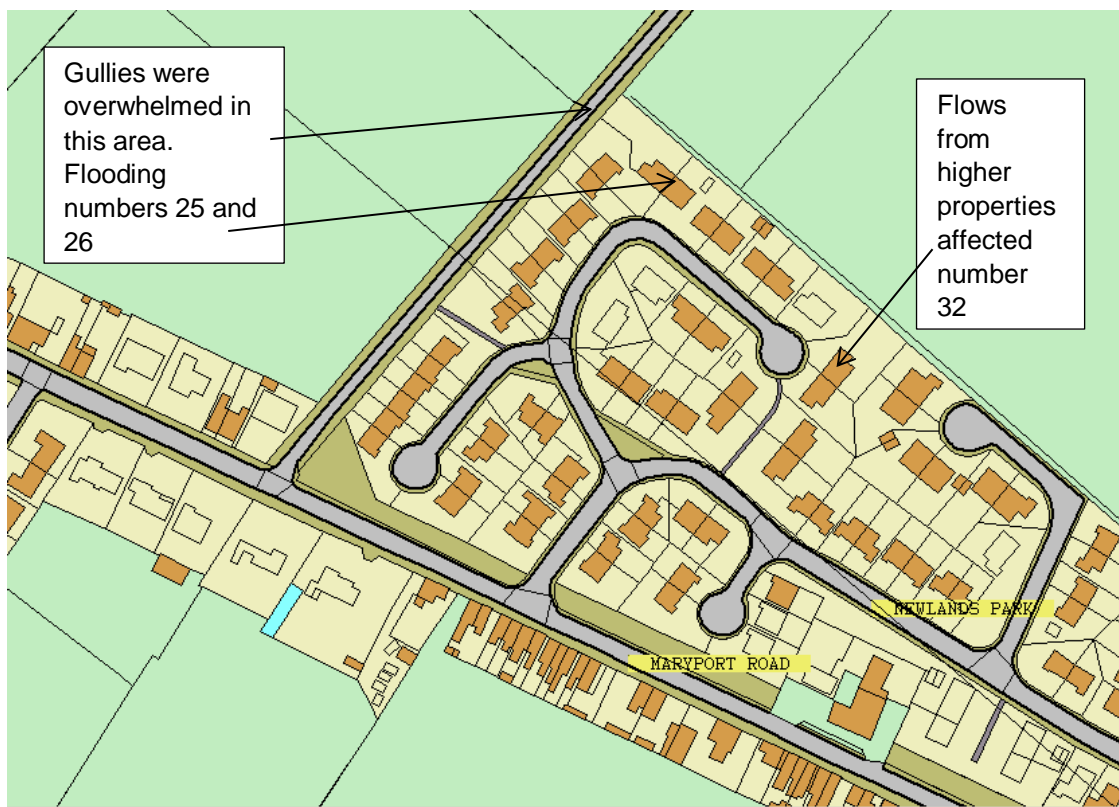 Gullies were
overwhelmed in
this area.
Flooding
numbers 25 and
26
Flows
from
higher
properties
affected
number
32
NEWLANDS PARK
MARYPORT ROAD